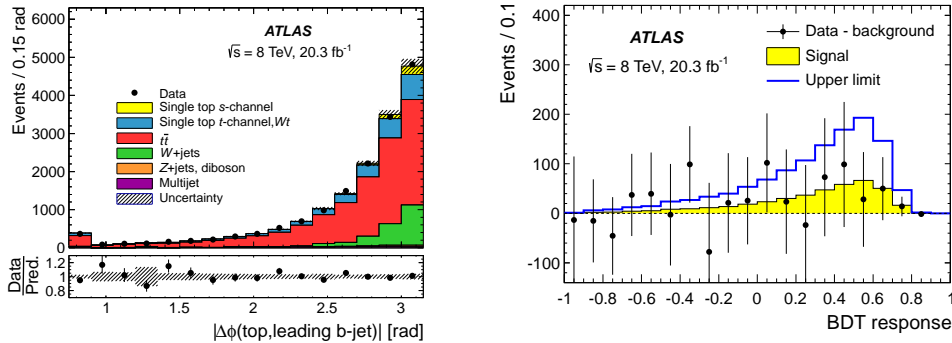 Events / 0.15 rad
6000
5000
4000
3000
2000
1000
0
ATLAS
√s = 8 TeV, 20.3 fb⁻¹
Data
Single top s-channel
Single top t-channel,Wt
tt̄
W+jets
Z+jets, diboson
Multijet
Uncertainty
Data
Pred.
1.2
1
0.8
1 1.5 2 2.5 3
|Δϕ(top,leading b-jet)| [rad]
Events / 0.1
400
300
200
100
0
-100
ATLAS
√s = 8 TeV, 20.3 fb⁻¹
Data - background
Signal
Upper limit
-1 -0.8 -0.6 -0.4 -0.2 0 0.2 0.4 0.6 0.8 1
BDT response